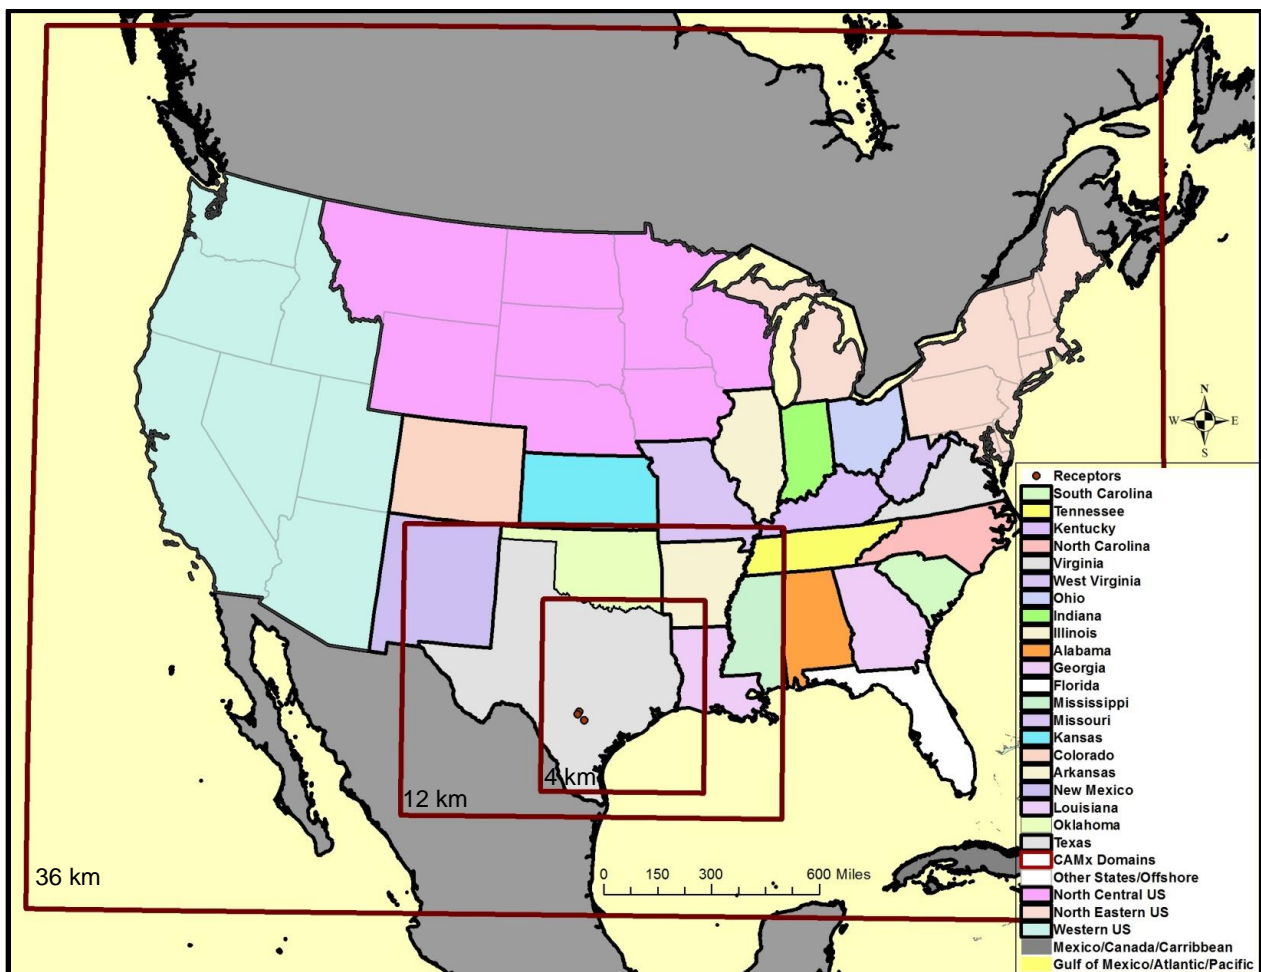 N
W E
S
Receptors
South Carolina
Tennessee
Kentucky
North Carolina
Virginia
West Virginia
Ohio
Indiana
Illinois
Alabama
Georgia
Florida
Mississippi
Missouri
Kansas
Colorado
Arkansas
New Mexico
Louisiana
Oklahoma
Texas
CAMx Domains
Other States/Offshore
North Central US
North Eastern US
Western US
Mexico/Canada/Carribbean
Gulf of Mexico/Atlantic/Pacific
4 km
12 km
36 km
0 150 300 600 Miles